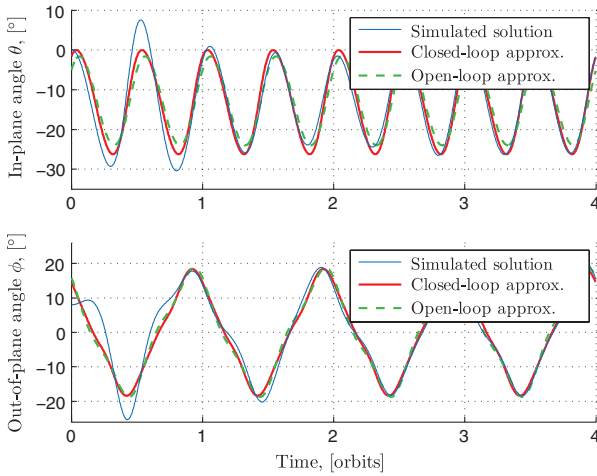 In-plane angle θ, [°]
10
0
−10
−20
−30
Simulated solution
Closed-loop approx.
Open-loop approx.
0
1
2
3
4
Out-of-plane angle ϕ, [°]
20
10
0
−10
−20
Simulated solution
Closed-loop approx.
Open-loop approx.
0
1
2
3
4
Time, [orbits]